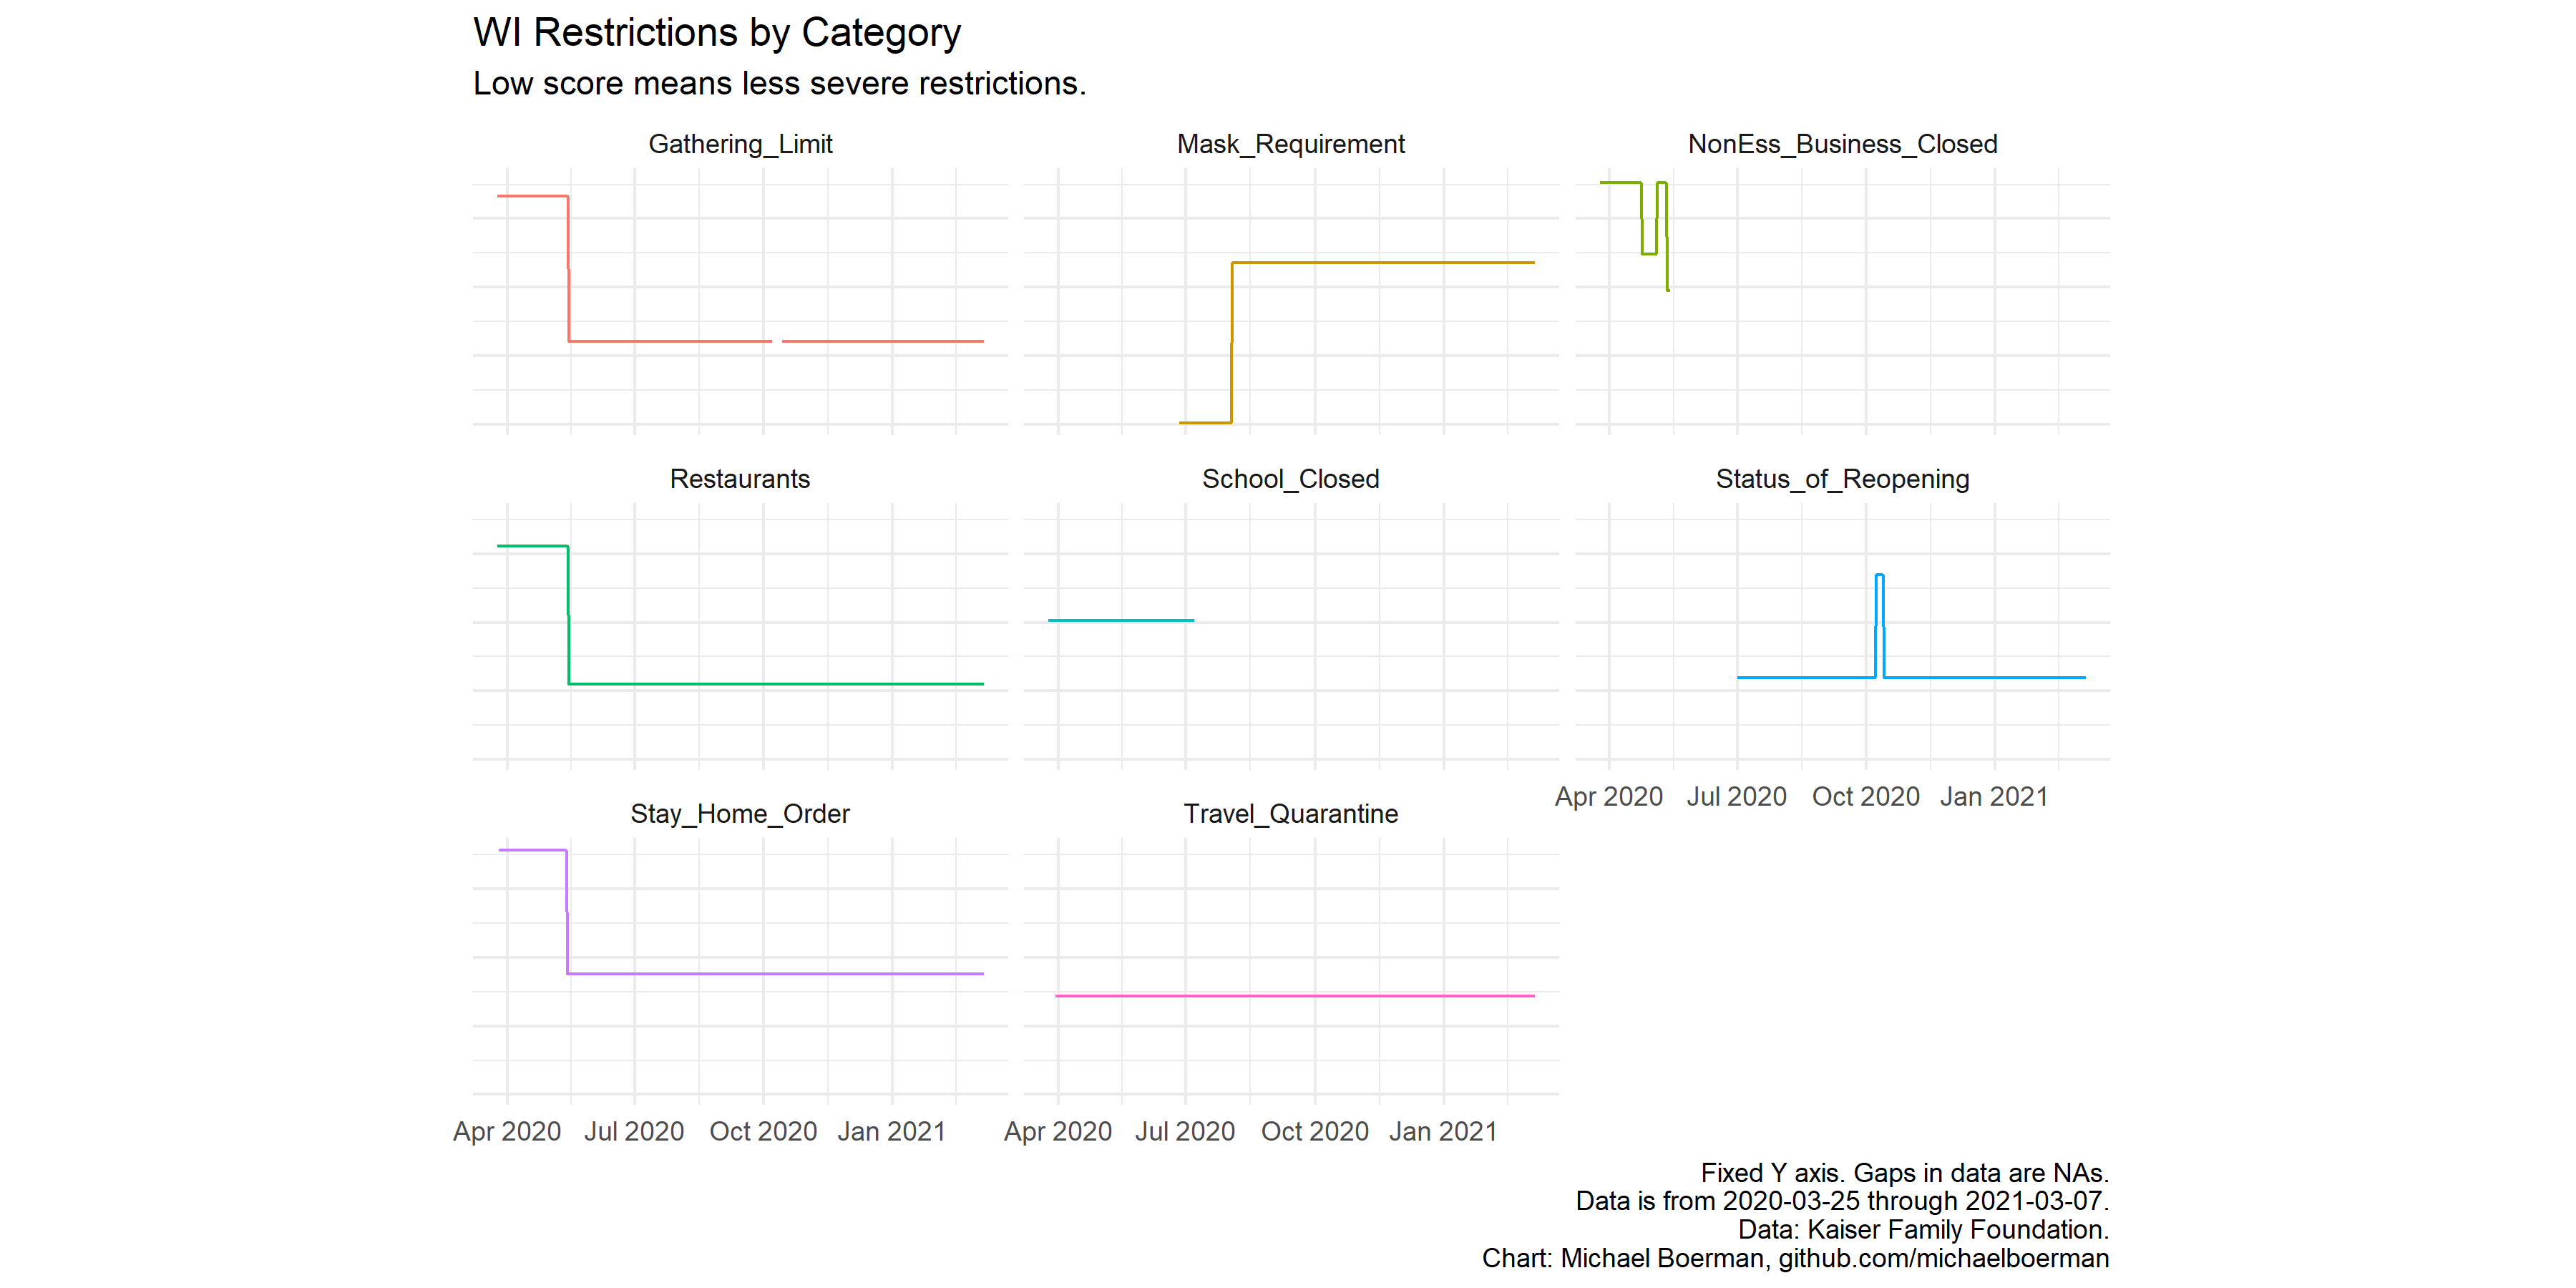 WI Restrictions by Category
Low score means less severe restrictions.
Gathering_Limit
Mask_Requirement
NonEss_Business_Closed
Restaurants
School_Closed
Status_of_Reopening
Apr 2020 Jul 2020 Oct 2020 Jan 2021
Stay_Home_Order
Travel_Quarantine
Apr 2020 Jul 2020 Oct 2020 Jan 2021
Apr 2020 Jul 2020 Oct 2020 Jan 2021
Fixed Y axis. Gaps in data are NAs.
Data is from 2020-03-25 through 2021-03-07.
Data: Kaiser Family Foundation.
Chart: Michael Boerman, github.com/michaelboerman